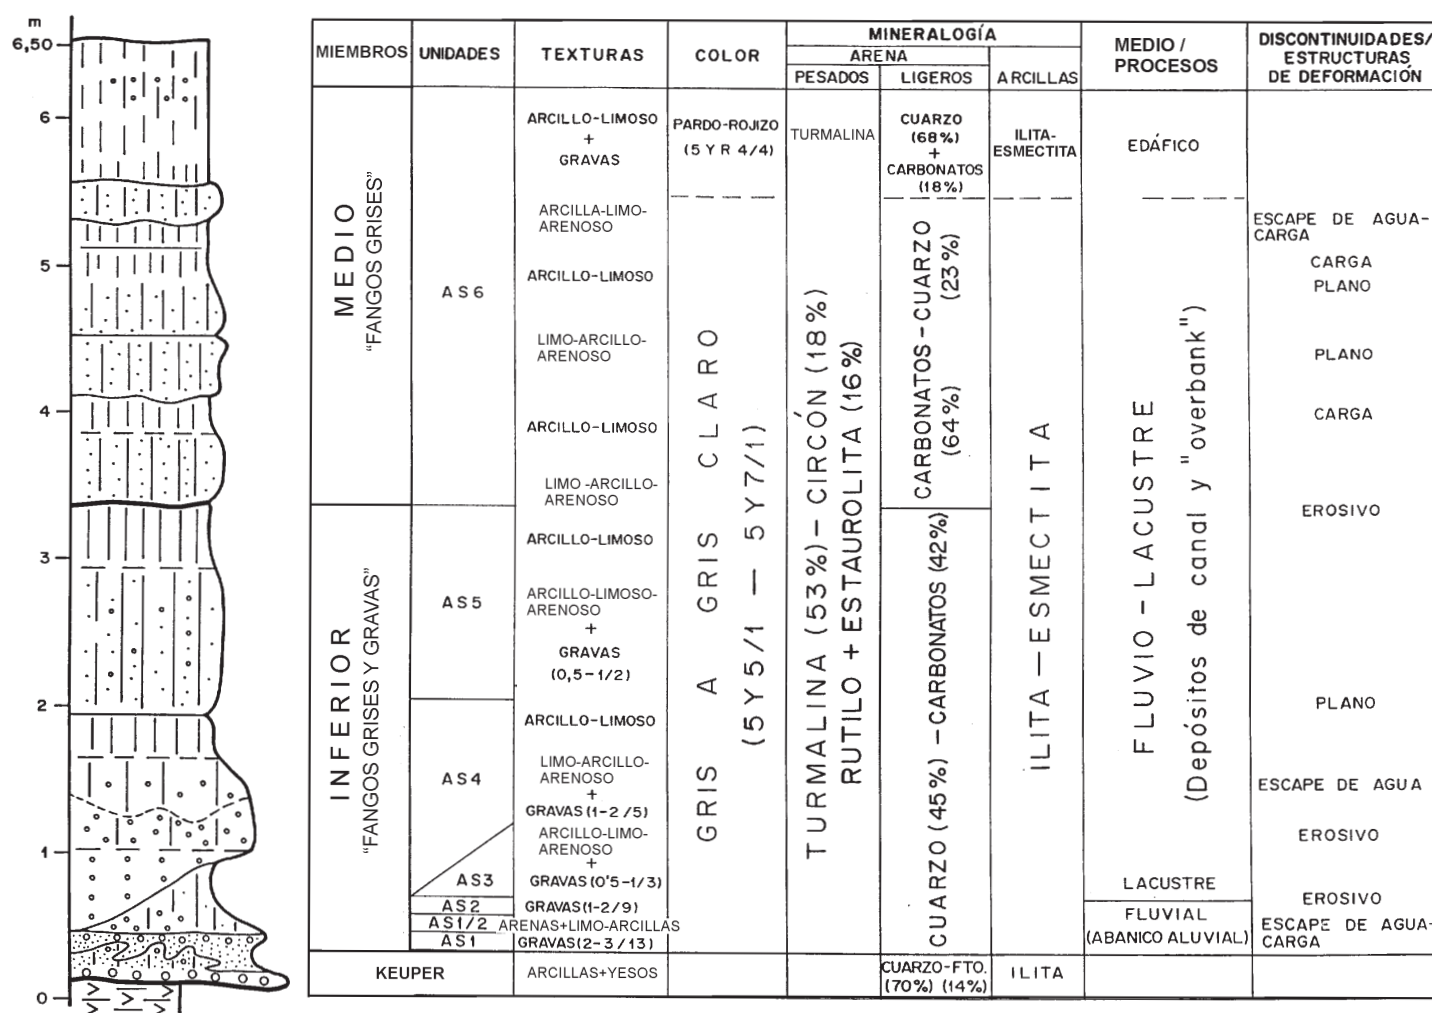 m
6,50
6
5
4
3
2
1
0
MIEMBROS
UNIDADES
TEXTURAS
COLOR
MINERALOGÍA
ARENA
PESADOS
LIGEROS
ARCILLAS
MEDIO /
PROCESOS
DISCONTINUIDADES/
ESTRUCTURAS
DE DEFORMACIÓN
MEDIO
"FANGOS GRISES"
INFERIOR
"FANGOS GRISES Y GRAVAS"
KEUPER
AS6
AS5
AS4
AS3
AS2
AS1/2
AS1
ARCILLO-LIMOSO
+
GRAVAS
ARCILLA-LIMO-
ARENOSO
ARCILLO-LIMOSO
LIMO-ARCILLO-
ARENOSO
ARCILLO-LIMOSO
LIMO-ARCILLO-
ARENOSO
ARCILLO-LIMOSO
ARCILLO-LIMOSO-
ARENOSO
+
GRAVAS
(0,5-1/2)
ARCILLO-LIMOSO
LIMO-ARCILLO-
ARENOSO
+
GRAVAS (1-2/5)
ARCILLO-LIMO-
ARENOSO
+
GRAVAS (0'5-1/3)
GRAVAS (1-2/9)
ARENAS+LIMO-ARCILLAS
GRAVAS (2-3/13)
ARCILLAS+YESOS
PARDO-ROJIZO
(5 Y R 4/4)
GRIS A GRIS CLARO
(5Y5/1 — 5Y7/1)
TURMALINA
TURMALINA (53%) - CIRCÓN (18%)
RUTILO + ESTAUROLITA (16%)
CUARZO
(68%)
+
CARBONATOS
(18%)
CARBONATOS-CUARZO
(64%) (23%)
CUARZO (45%) -CARBONATOS (42%)
CUARZO-FTO.
(70%) (14%)
ILITA-
ESMECTITA
ILITA—ESMECTITA
ILITA
EDÁFICO
FLUVIO-LACUSTRE
(Depósitos de canal y "overbank")
LACUSTRE
FLUVIAL
(ABANICO ALUVIAL)
ESCAPE DE AGUA-
CARGA
CARGA
PLANO
PLANO
CARGA
EROSIVO
PLANO
ESCAPE DE AGUA
EROSIVO
EROSIVO
ESCAPE DE AGUA-
CARGA